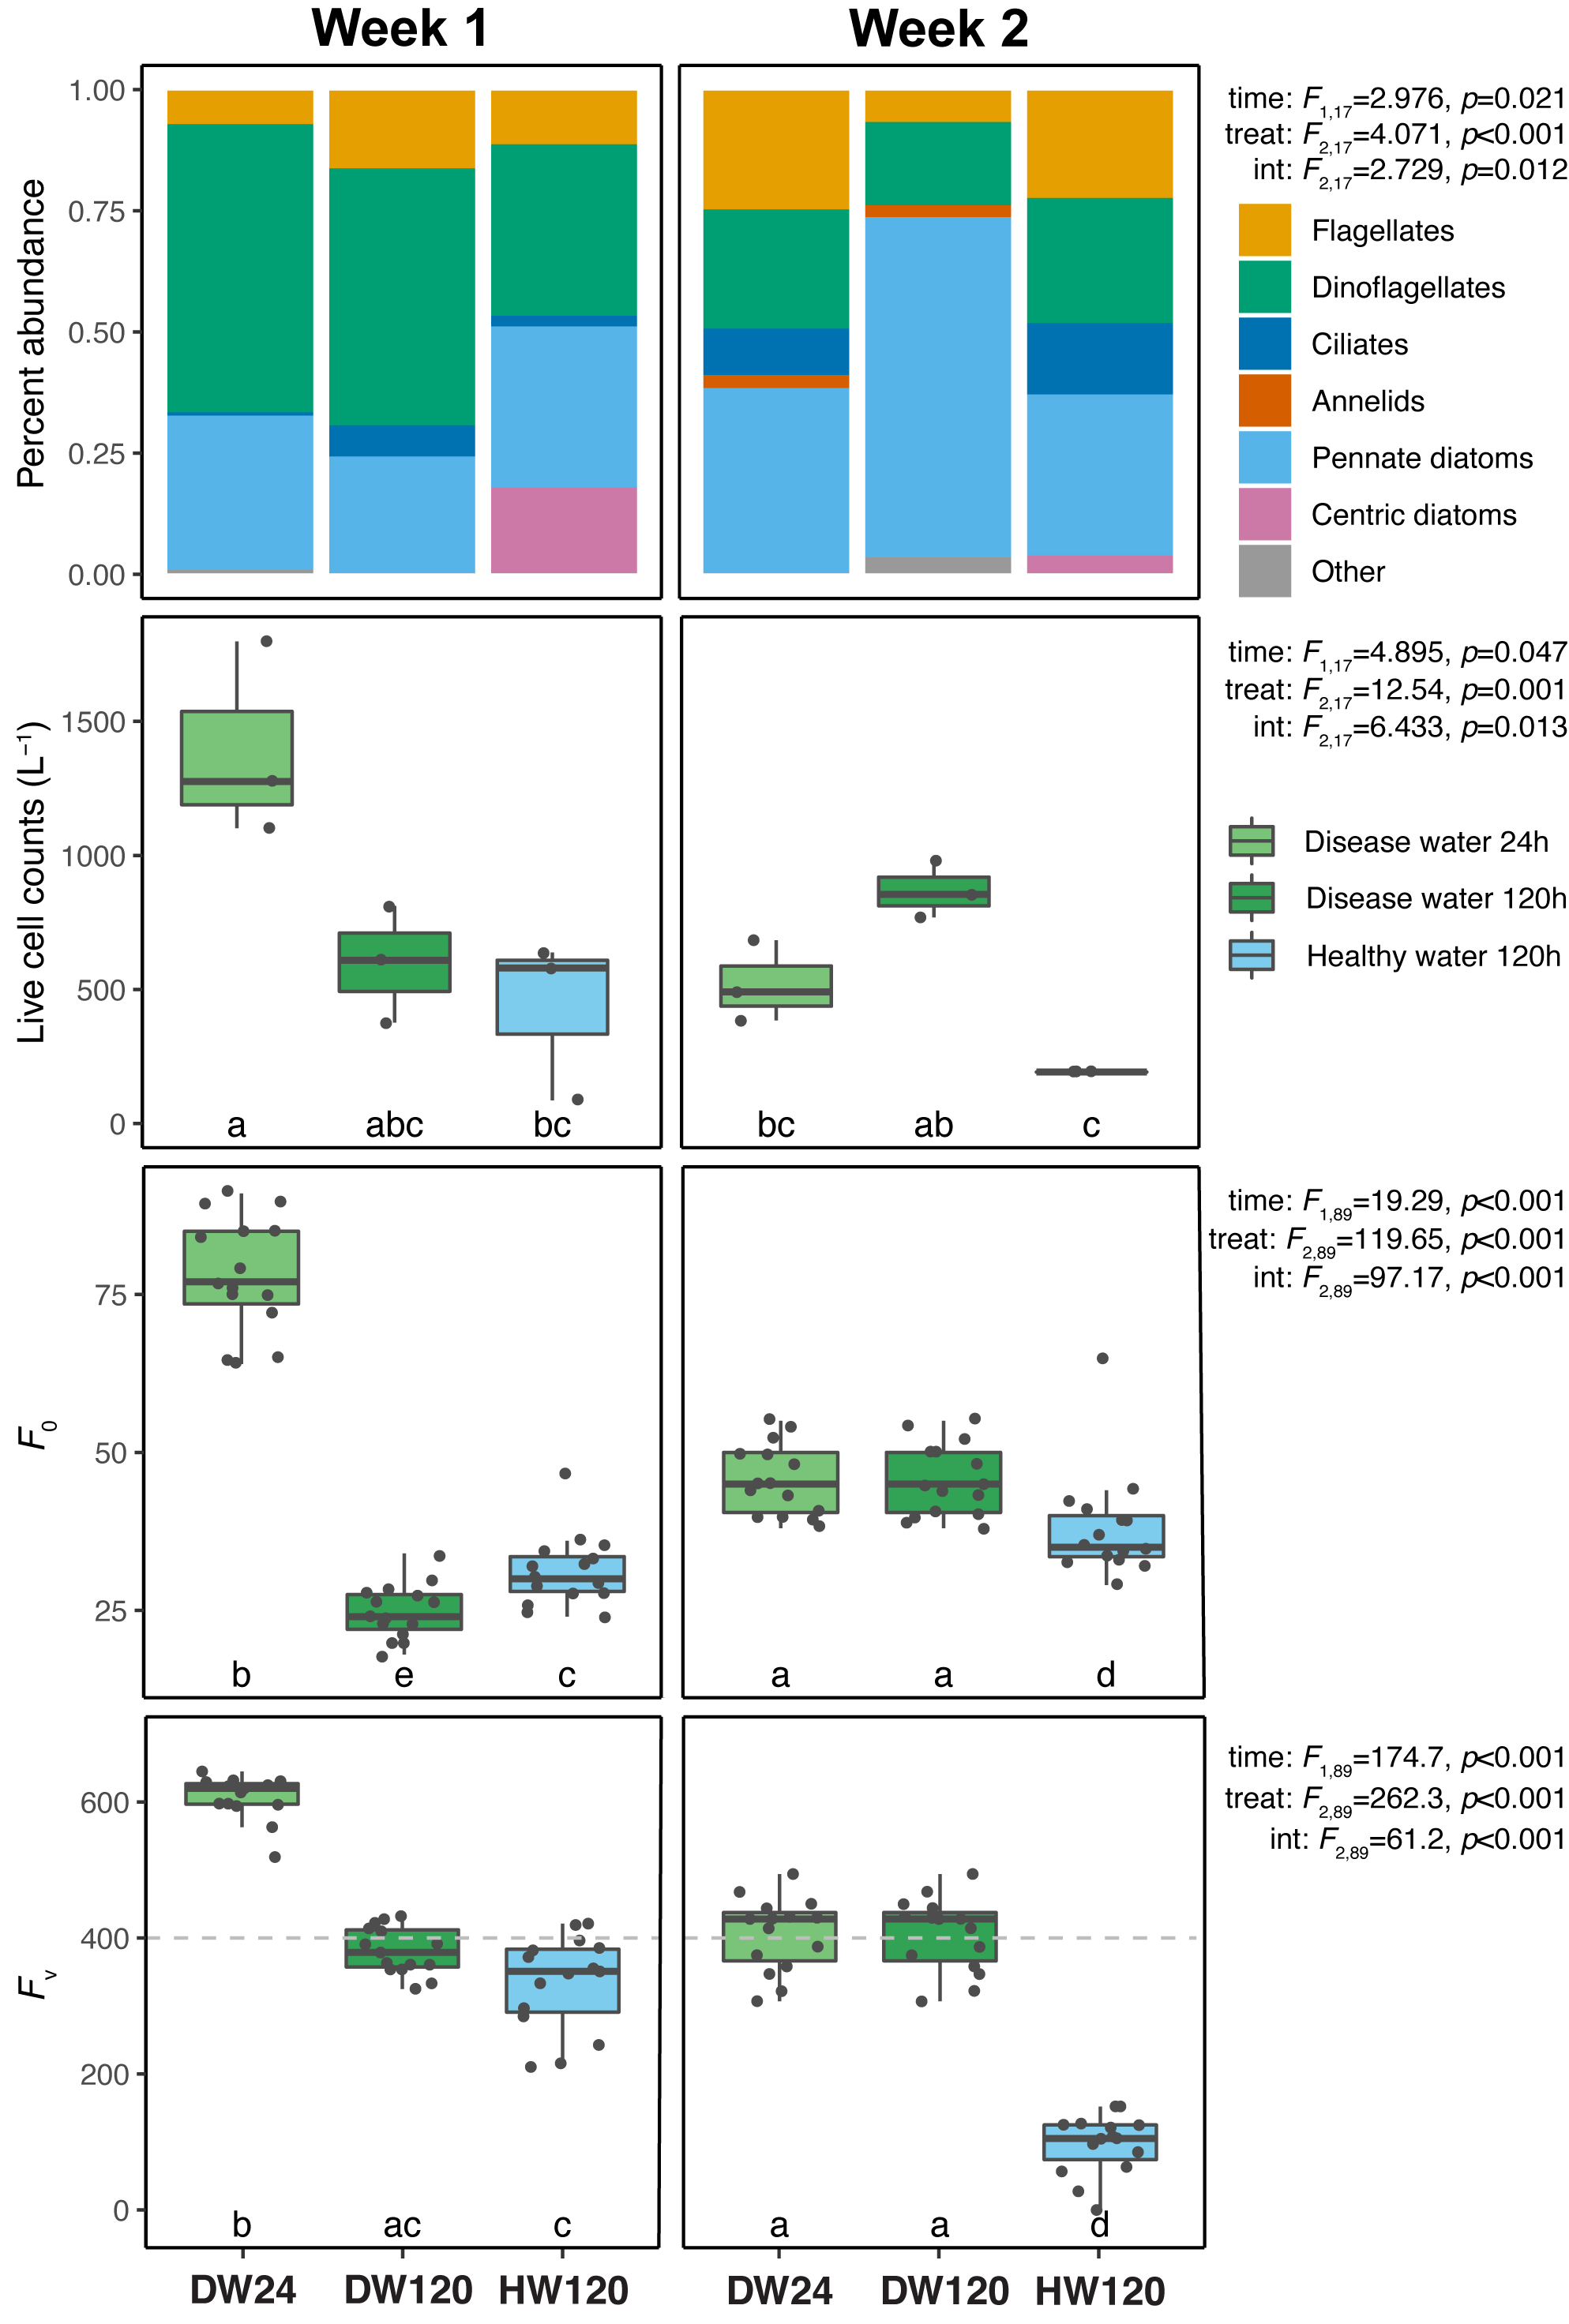 Week 1
Week 2
Percent abundance
1.00
0.75
0.50
0.25
0.00
time: F1,17=2.976, p=0.021
treat: F2,17=4.071, p<0.001
int: F2,17=2.729, p=0.012
Flagellates
Dinoflagellates
Ciliates
Annelids
Pennate diatoms
Centric diatoms
Other
Live cell counts (L−1)
1500
1000
500
0
a
abc
bc
bc
ab
c
time: F1,17=4.895, p=0.047
treat: F2,17=12.54, p=0.001
int: F2,17=6.433, p=0.013
Disease water 24h
Disease water 120h
Healthy water 120h
F0
75
50
25
b
e
c
a
a
d
time: F1,89=19.29, p<0.001
treat: F2,89=119.65, p<0.001
int: F2,89=97.17, p<0.001
Fv
600
400
200
0
b
ac
c
a
a
d
time: F1,89=174.7, p<0.001
treat: F2,89=262.3, p<0.001
int: F2,89=61.2, p<0.001
DW24
DW120
HW120
DW24
DW120
HW120